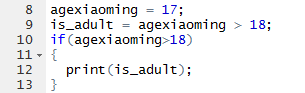 8 agexiaoming = 17;
9 is_adult = agexiaoming > 18;
10 if(agexiaoming>18)
11 {
12 print(is_adult);
13 }